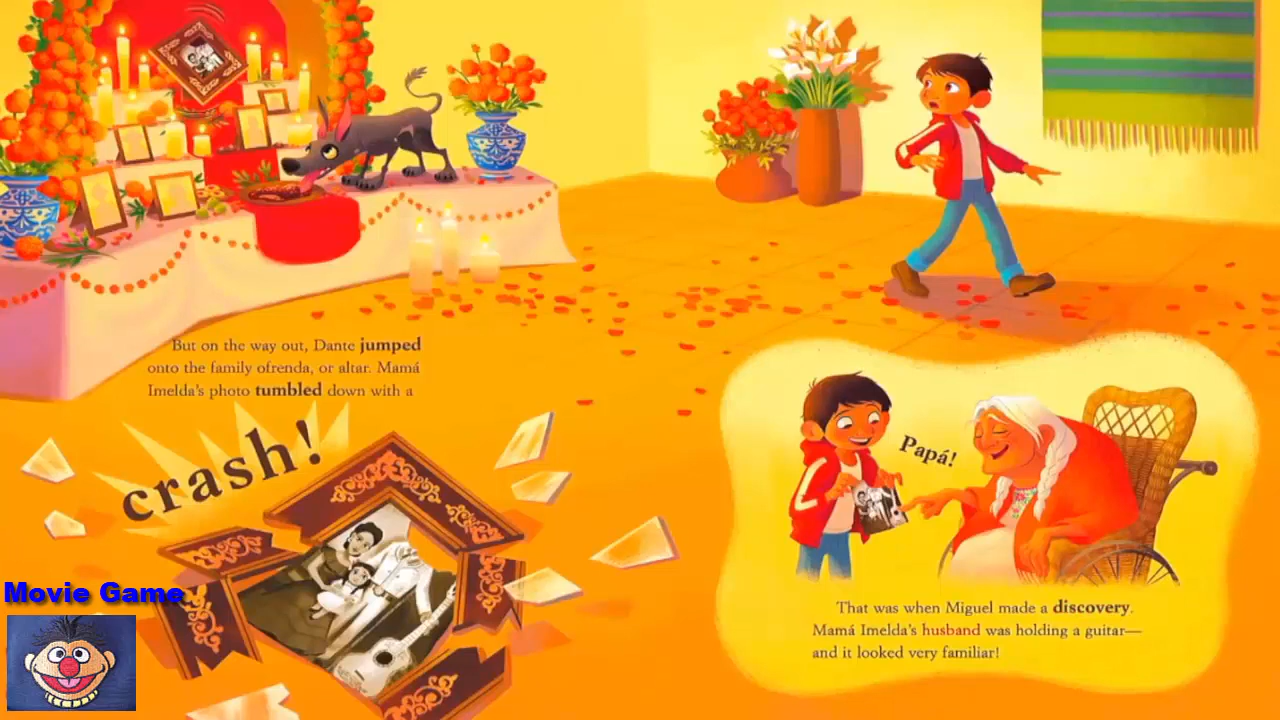 But on the way out, Dante jumped
onto the family ofrenda, or altar. Mamá
Imelda's photo tumbled down with a
crash!
Papá!
That was when Miguel made a discovery.
Mamá Imelda's husband was holding a guitar—
and it looked very familiar!
Movie Game